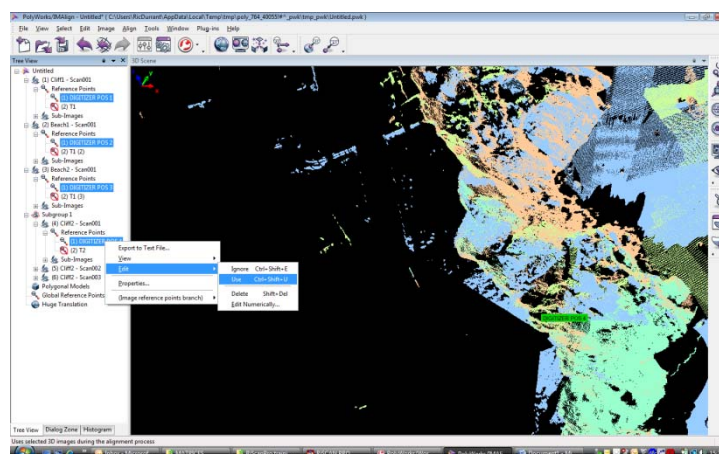 PolyWorks/IMAlign - Untitled* ( C:\Users\RicDurrant\AppData\Local\Temp\tmp\poly_764_40055\#^_pwk\tmp_pwk\Untitled.pwk )
File View Select Edit Image Align Tools Window Plug-ins Help
Tree View
3D Scene
Untitled
(1) Cliff1 - Scan001
Reference Points
(1) DIGITIZER POS 1
(2) T1
Sub-Images
(2) Beach1 - Scan001
Reference Points
(1) DIGITIZER POS 2
(2) T1 (2)
Sub-Images
(3) Beach2 - Scan001
Reference Points
(1) DIGITIZER POS 3
(2) T1 (3)
Sub-Images
Subgroup 1
(4) Cliff2 - Scan001
Reference Points
(1) DIGITIZER
(2) T2
Sub-Images
(5) Cliff2 - Scan002
(6) Cliff2 - Scan003
Polygonal Models
Global Reference Points
Huge Translation
Export to Text File...
View
Edit
Properties...
(Image reference points branch)
Ignore Ctrl+Shift+E
Use Ctrl+Shift+U
Delete Shift+Del
Edit Numerically...
DIGITIZER POS 4
Tree View Dialog Zone Histogram
Uses selected 3D images during the alignment process